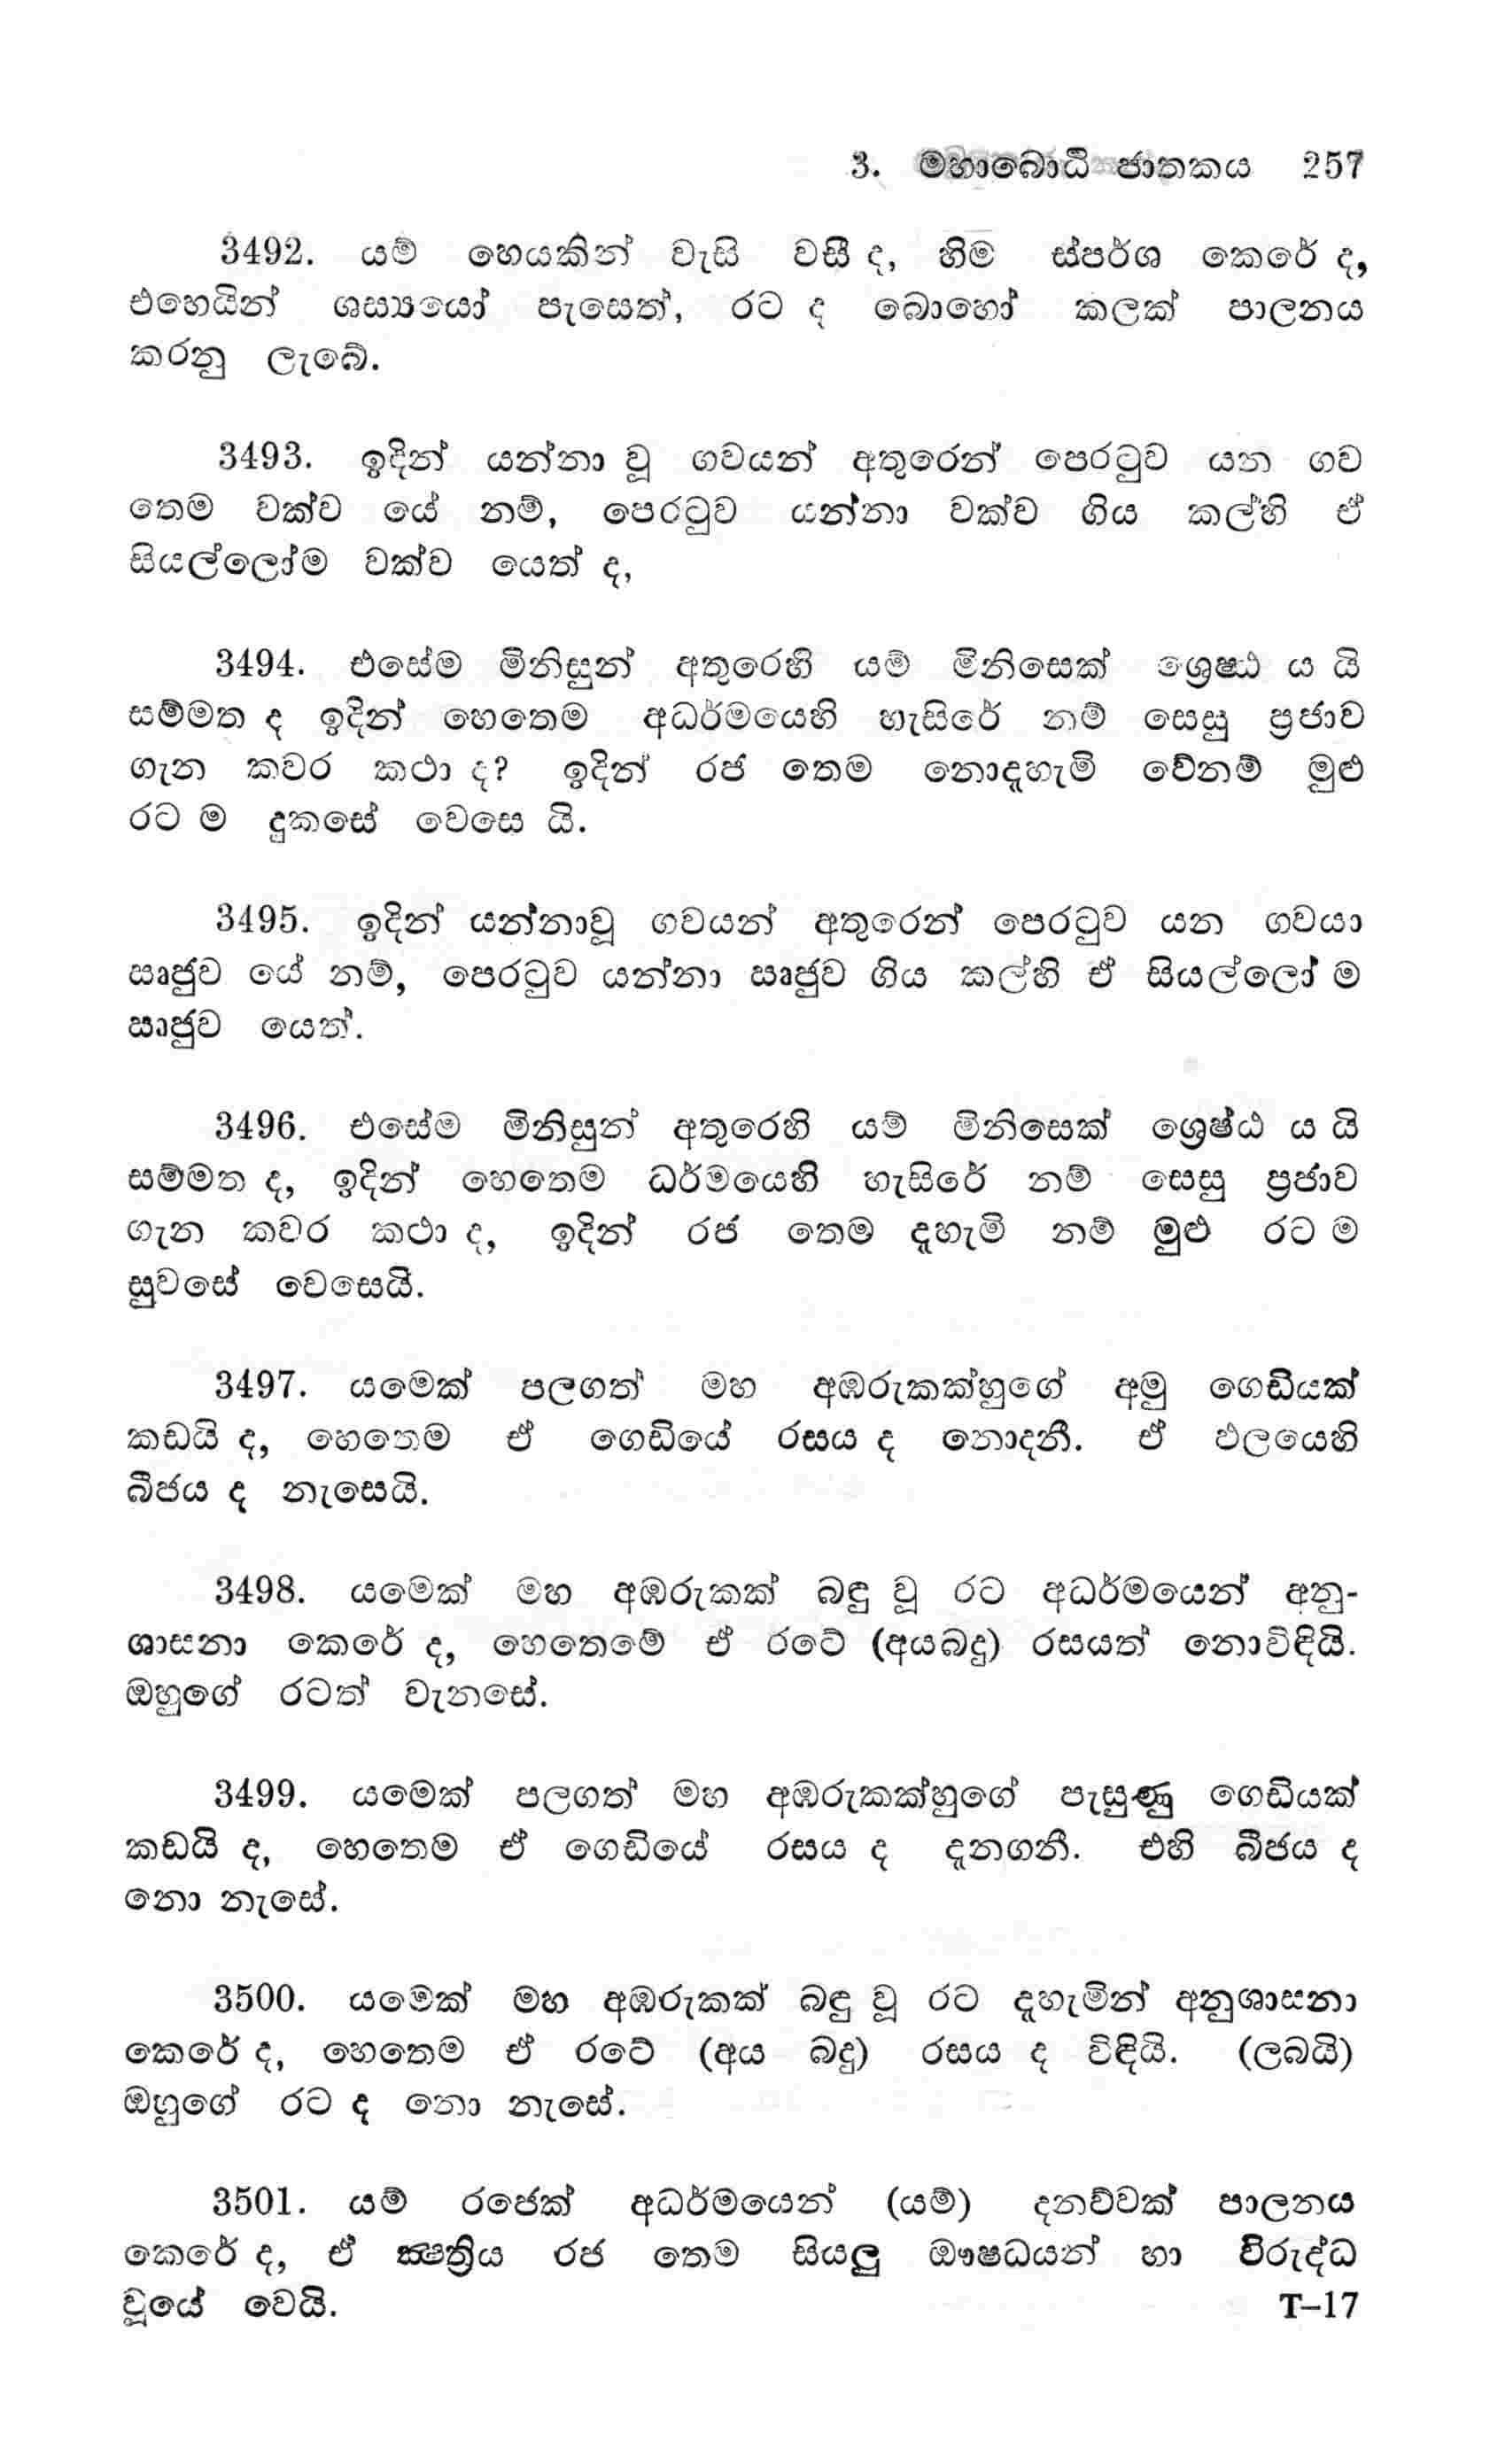 3. මහාබොධි ජාතකය 257
3492. යම් හෙයකින් වැසි වසී ද, හිම ස්පර්ශ කෙරේ ද,
එහෙයින් ශස්‍යයෝ පැසෙත්, රට ද බොහෝ කලක් පාලනය
කරනු ලැබේ.
3493. ඉදින් යන්නා වූ ගවයන් අතුරෙන් පෙරටුව යන ගව
තෙම වක්ව යේ නම්, පෙරටුව යන්නා වක්ව ගිය කල්හි ඒ
සියල්ලෝම වක්ව යෙත් ද,
3494. එසේම මිනිසුන් අතුරෙහි යම් මිනිසෙක් ශ්‍රෙෂ්‍ඨ ය යි
සම්මත ද ඉදින් හෙතෙම අධර්මයෙහි හැසිරේ නම් සෙසු ප්‍රජාව
ගැන කවර කථා ද? ඉදින් රජ තෙම නොදැහැමි වේනම් මුළු
රට ම දුකසේ වෙසෙ යි.
3495. ඉදින් යන්නාවූ ගවයන් අතුරෙන් පෙරටුව යන ගවයා
ඍජුව යේ නම්, පෙරටුව යන්නා ඍජුව ගිය කල්හි ඒ සියල්ලෝ ම
ඍජුව යෙත්.
3496. එසේම මිනිසුන් අතුරෙහි යම් මිනිසෙක් ශ්‍රෙෂ්ඨ ය යි
සම්මත ද, ඉදින් හෙතෙම ධර්මයෙහි හැසිරේ නම් සෙසු ප්‍රජාව
ගැන කවර කථා ද, ඉදින් රජ තෙම දැහැමි නම් මුළු රට ම
සුවසේ වෙසෙයි.
3497. යමෙක් පලගත් මහ අඹරුකක්හුගේ අමු ගෙඩියක්
කඩයි ද, හෙතෙම ඒ ගෙඩියේ රසය ද නොදනී. ඒ ඵලයෙහි
බීජය ද නැසෙයි.
3498. යමෙක් මහ අඹරුකක් බඳු වූ රට අධර්මයෙන් අනු-
ශාසනා කෙරේ ද, හෙතෙමේ ඒ රටේ (අයබදු) රසයත් නොවිඳියි.
ඔහුගේ රටත් වැනසේ.
3499. යමෙක් පලගත් මහ අඹරුකක්හුගේ පැසුණු ගෙඩියක්
කඩයි ද, හෙතෙම ඒ ගෙඩියේ රසය ද දැනගනී. එහි බීජය ද
නො නැසේ.
3500. යමෙක් මහ අඹරුකක් බඳු වූ රට දැහැමින් අනුශාසනා
කෙරේ ද, හෙතෙම ඒ රටේ (අය බදු) රසය ද විඳියි. (ලබයි)
ඔහුගේ රට ද නො නැසේ.
3501. යම් රජෙක් අධර්මයෙන් (යම්) දනව්වක් පාලනය
කෙරේ ද, ඒ ක්‍ෂත්‍රිය රජ තෙම සියලු ඖෂධයන් හා විරුද්ධ
වූයේ වෙයි. T–17